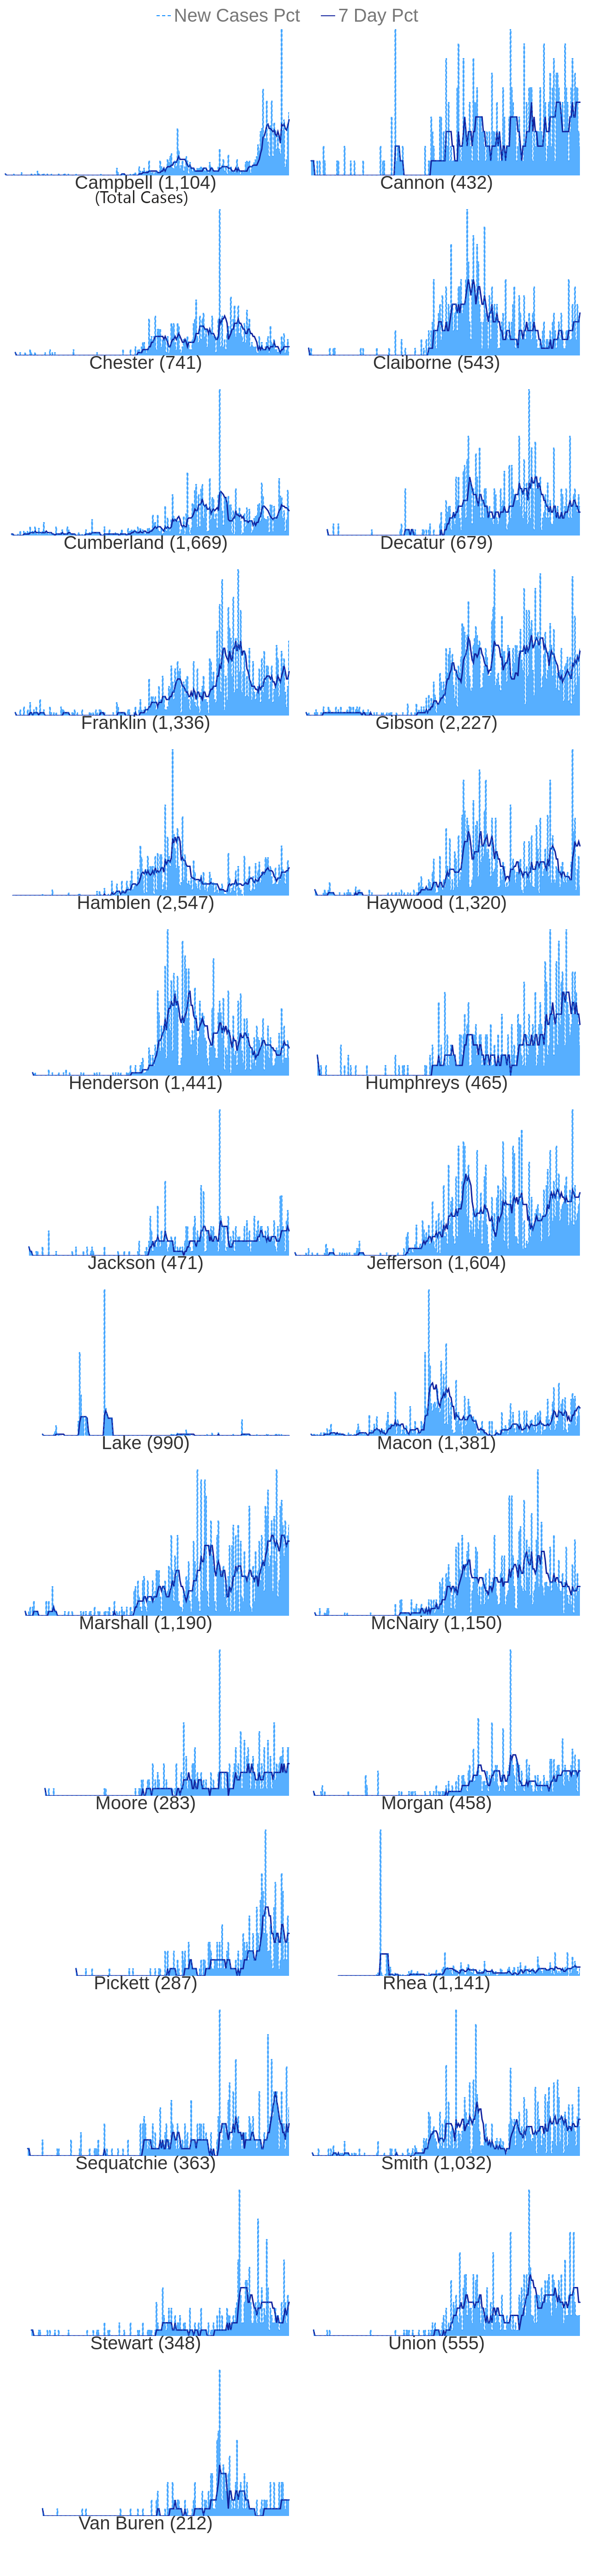 New Cases Pct 7 Day Pct
Campbell (1,104) Cannon (432)
(Total Cases)
Chester (741) Claiborne (543)
Cumberland (1,669) Decatur (679)
Franklin (1,336) Gibson (2,227)
Hamblen (2,547) Haywood (1,320)
Henderson (1,441) Humphreys (465)
Jackson (471) Jefferson (1,604)
Lake (990) Macon (1,381)
Marshall (1,190) McNairy (1,150)
Moore (283) Morgan (458)
Pickett (287) Rhea (1,141)
Sequatchie (363) Smith (1,032)
Stewart (348) Union (555)
Van Buren (212)